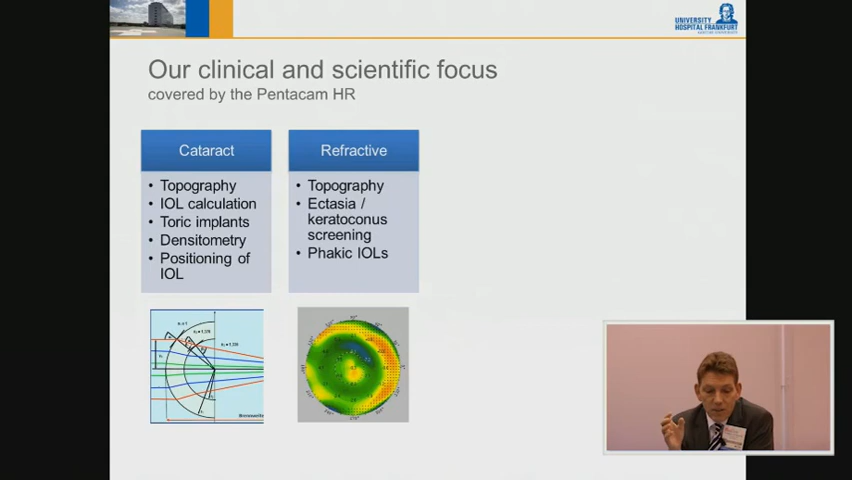 UNIVERSITY
HOSPITAL FRANKFURT
Our clinical and scientific focus
covered by the Pentacam HR
Cataract
• Topography
• IOL calculation
• Toric implants
• Densitometry
• Positioning of
IOL
Refractive
• Topography
• Ectasia /
keratoconus
screening
• Phakic IOLs